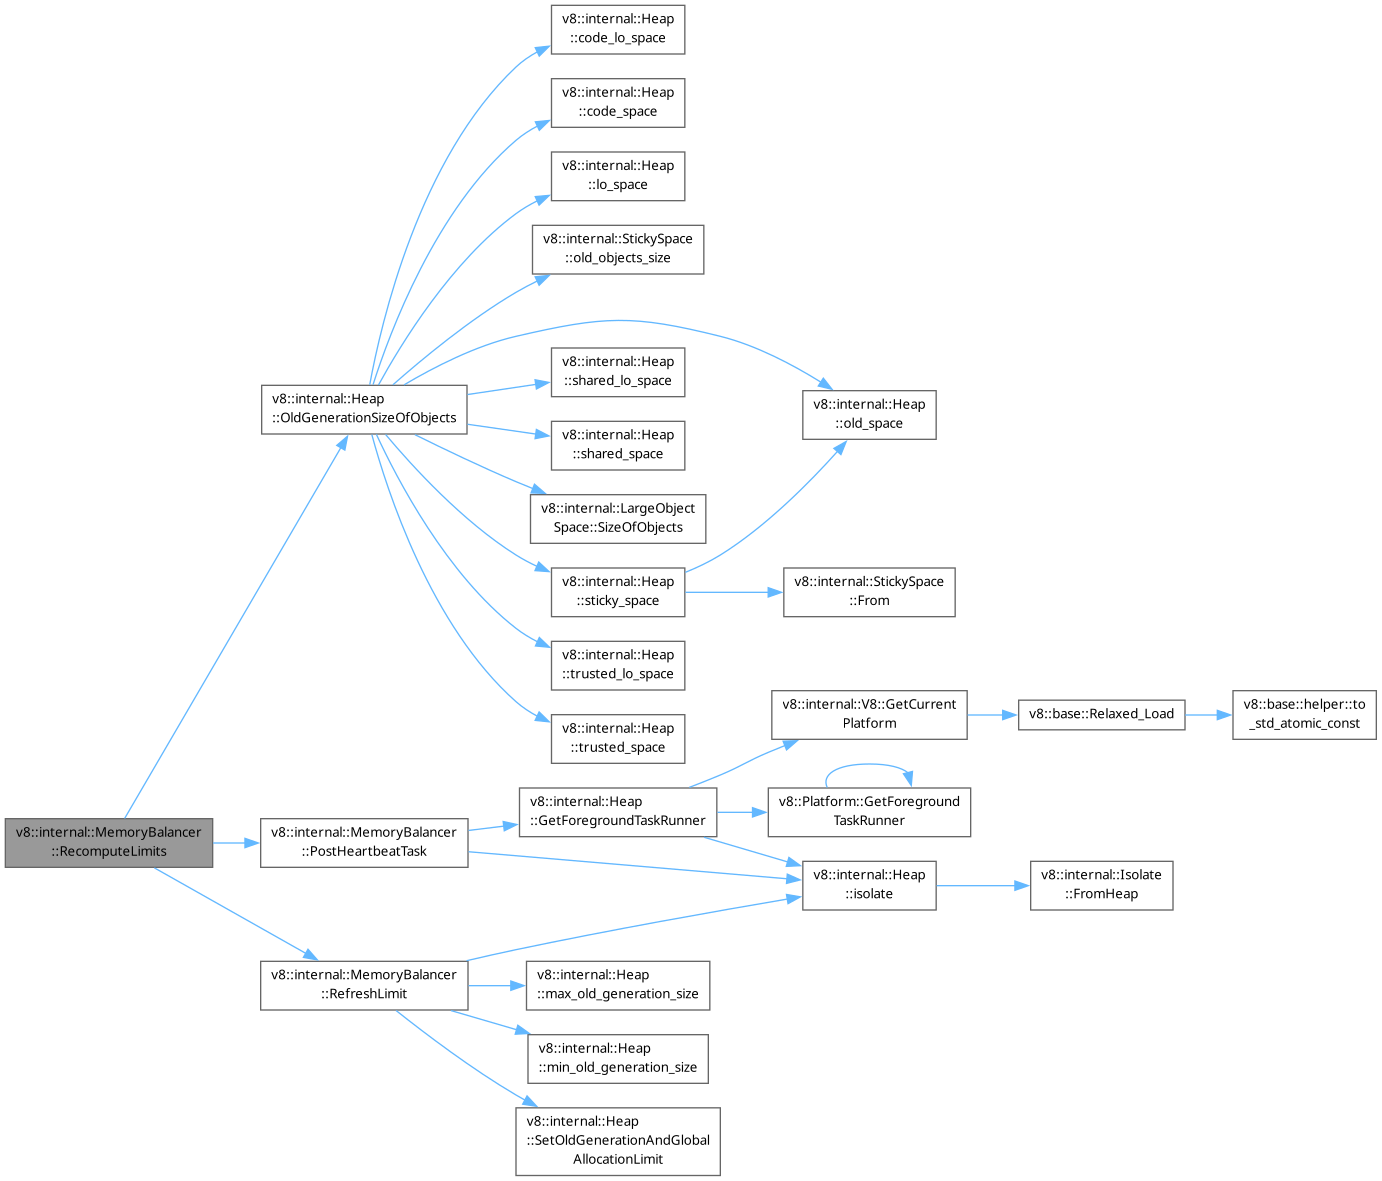 v8::internal::Heap
::code_lo_space
v8::internal::Heap
::code_space
v8::internal::Heap
::lo_space
v8::internal::StickySpace
::old_objects_size
v8::internal::Heap
::shared_lo_space
v8::internal::Heap
::OldGenerationSizeOfObjects
v8::internal::Heap
::old_space
v8::internal::Heap
::shared_space
v8::internal::LargeObject
Space::SizeOfObjects
v8::internal::Heap
::sticky_space
v8::internal::StickySpace
::From
v8::internal::Heap
::trusted_lo_space
v8::internal::Heap
::trusted_space
v8::internal::V8::GetCurrent
Platform
v8::base::Relaxed_Load
v8::base::helper::to
_std_atomic_const
v8::internal::Heap
::GetForegroundTaskRunner
v8::Platform::GetForeground
TaskRunner
v8::internal::MemoryBalancer
::RecomputeLimits
v8::internal::MemoryBalancer
::PostHeartbeatTask
v8::internal::Heap
::isolate
v8::internal::Isolate
::FromHeap
v8::internal::MemoryBalancer
::RefreshLimit
v8::internal::Heap
::max_old_generation_size
v8::internal::Heap
::min_old_generation_size
v8::internal::Heap
::SetOldGenerationAndGlobal
AllocationLimit